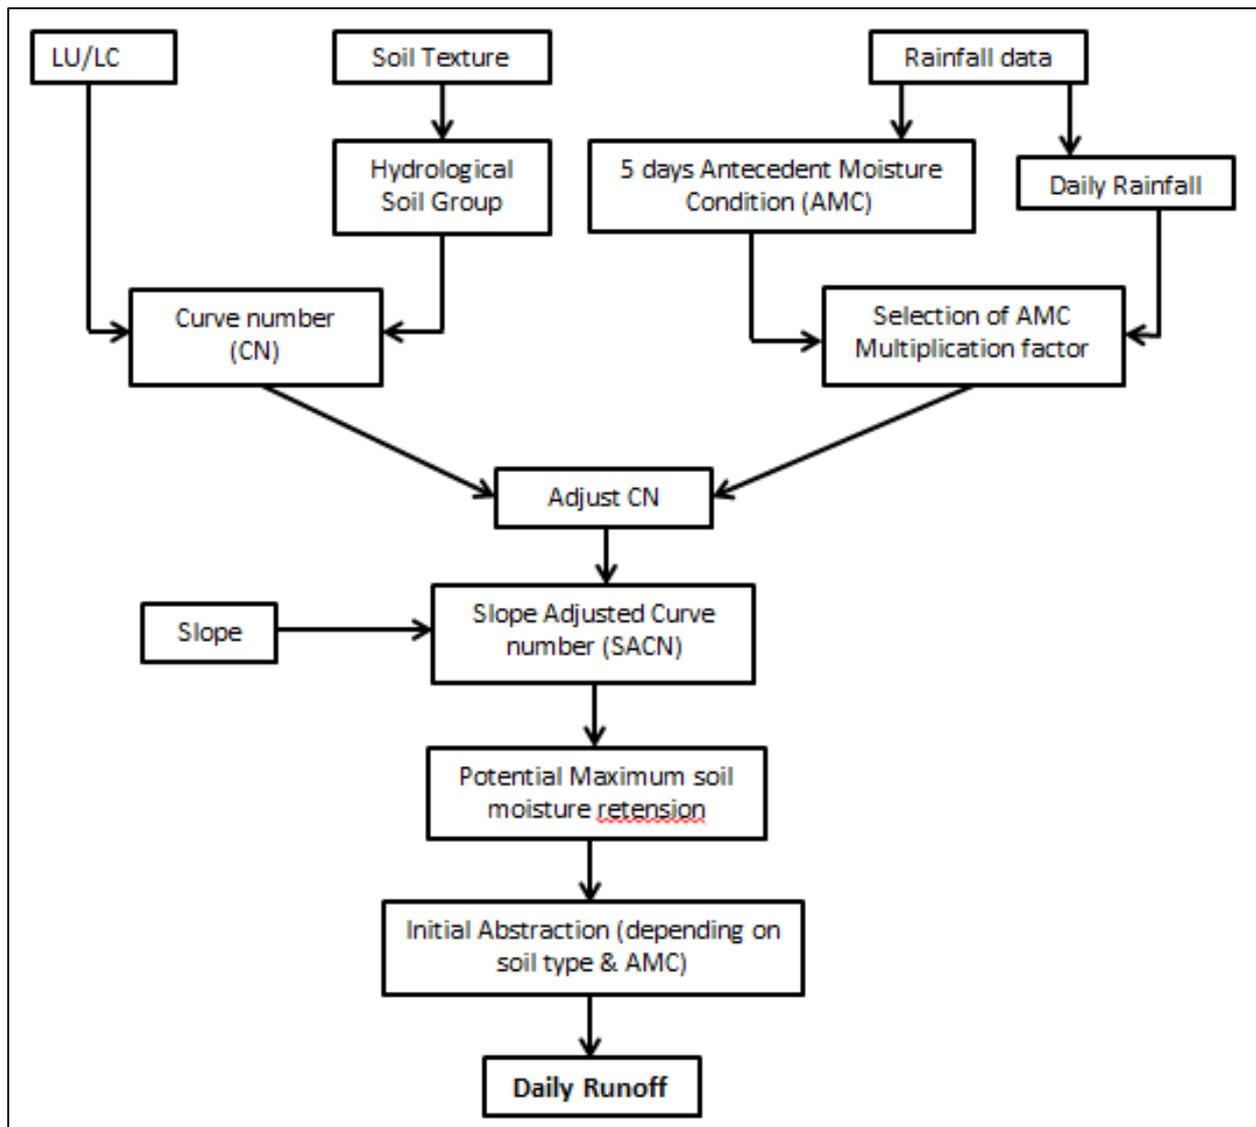 LU/LC
Soil Texture
Rainfall data
Hydrological
Soil Group
5 days Antecedent Moisture
Condition (AMC)
Daily Rainfall
Curve number
(CN)
Selection of AMC
Multiplication factor
Adjust CN
Slope
Slope Adjusted Curve
number (SACN)
Potential Maximum soil
moisture retension
Initial Abstraction (depending on
soil type & AMC)
Daily Runoff